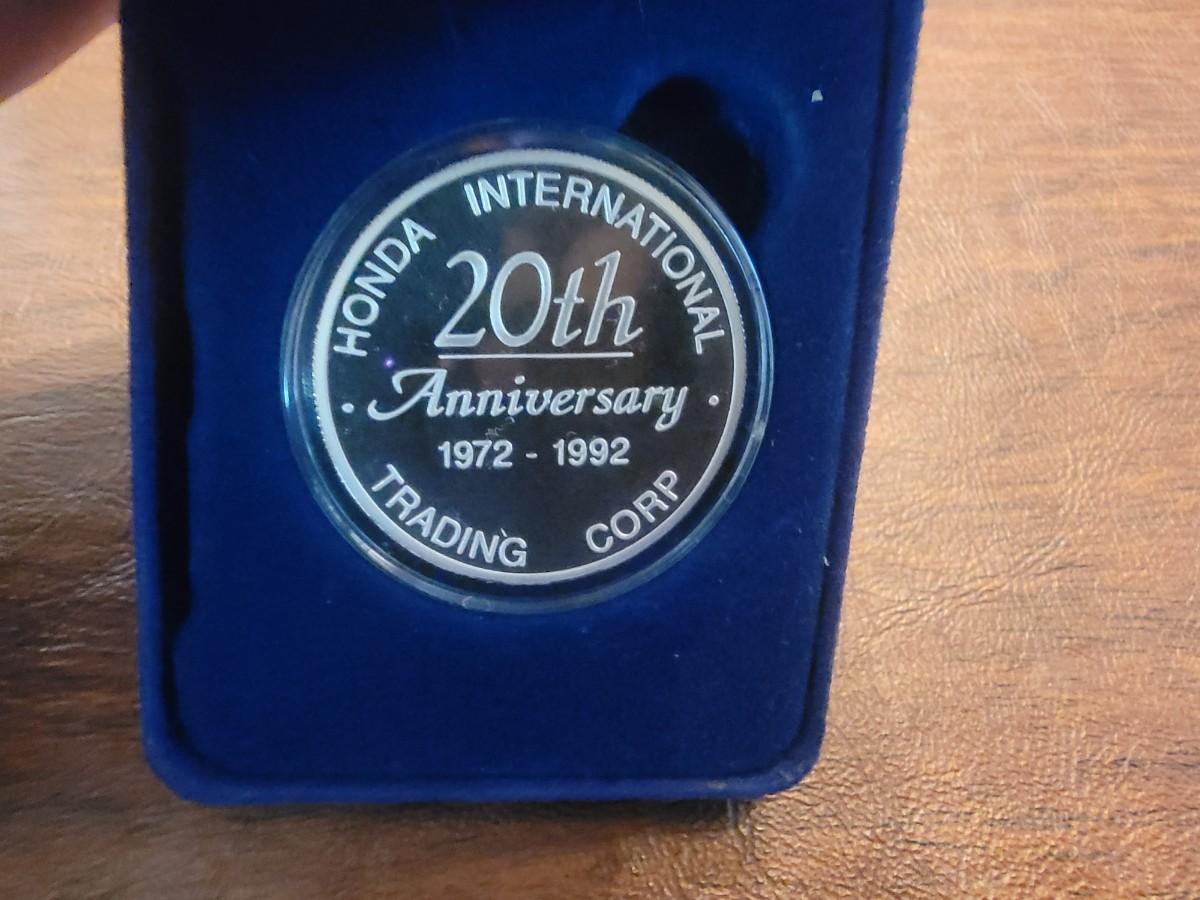 HONDA INTERNATIONAL
20th
Anniversary
1972 - 1992
TRADING CORP